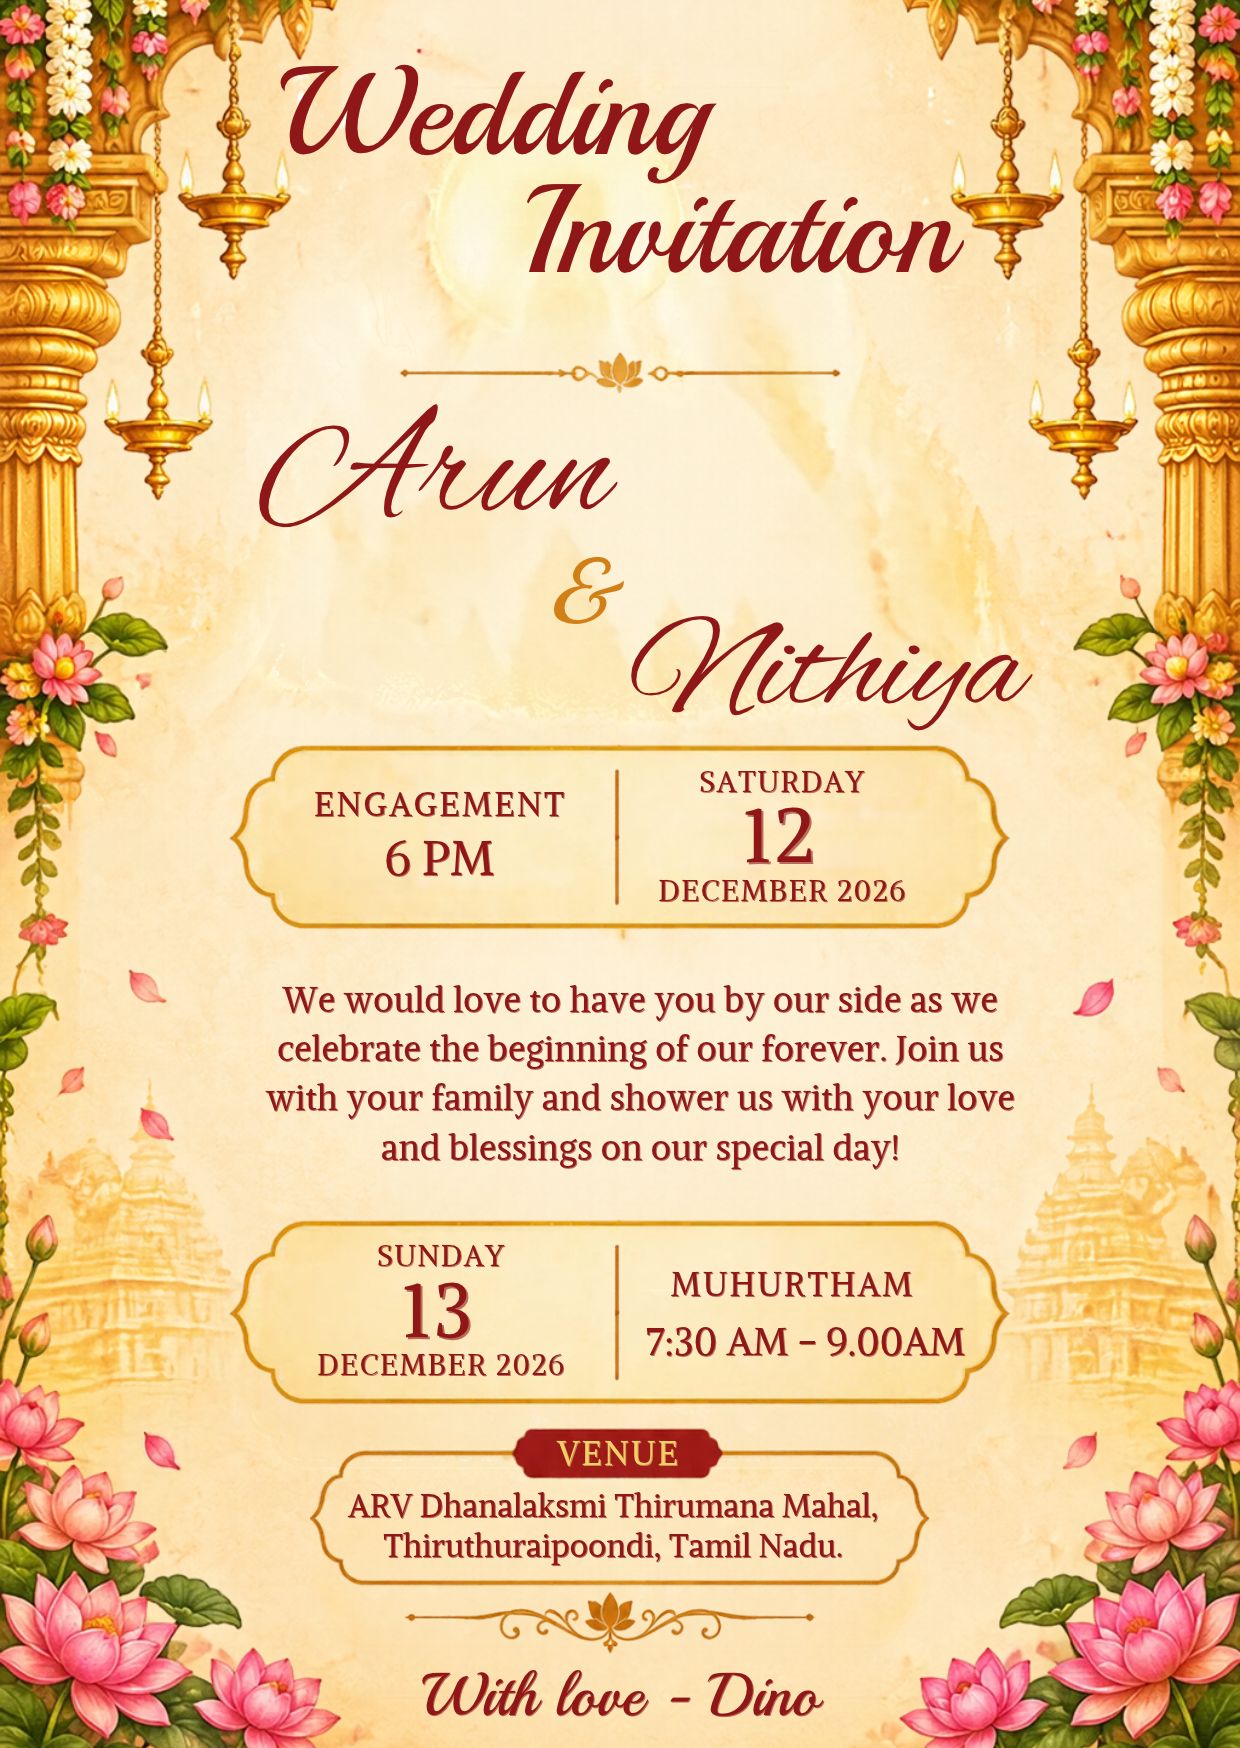 Wedding
Invitation
Arun
&
Nithiya
ENGAGEMENT
6 PM
SATURDAY
12
DECEMBER 2026
We would love to have you by our side as we
celebrate the beginning of our forever. Join us
with your family and shower us with your love
and blessings on our special day!
SUNDAY
13
DECEMBER 2026
MUHURTHAM
7:30 AM – 9.00AM
VENUE
ARV Dhanalaksmi Thirumana Mahal,
Thiruthuraipoondi, Tamil Nadu.
With love - Dino